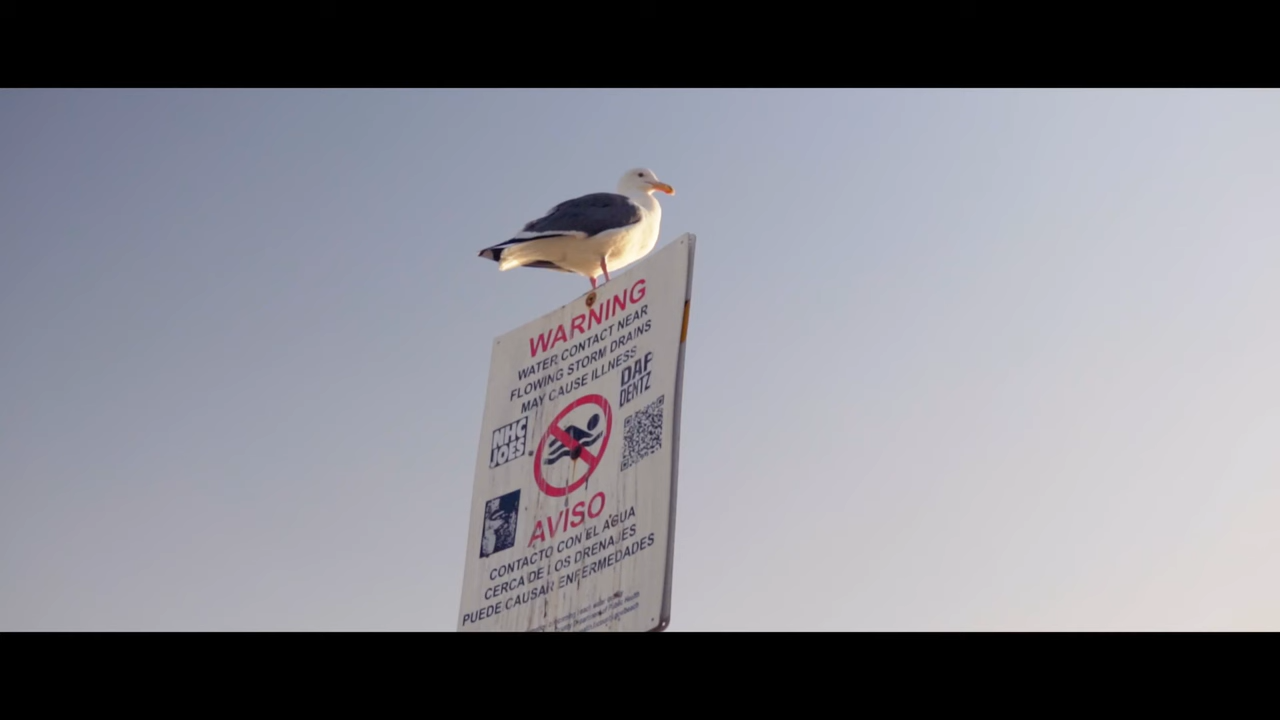 WARNING
WATER CONTACT NEAR
FLOWING STORM DRAINS
MAY CAUSE ILLNESS
DAF
DENTZ
NHC
JOES
AVISO
CONTACTO CON EL AGUA
CERCA DE LOS DRENAJES
PUEDE CAUSAR ENFERMEDADES